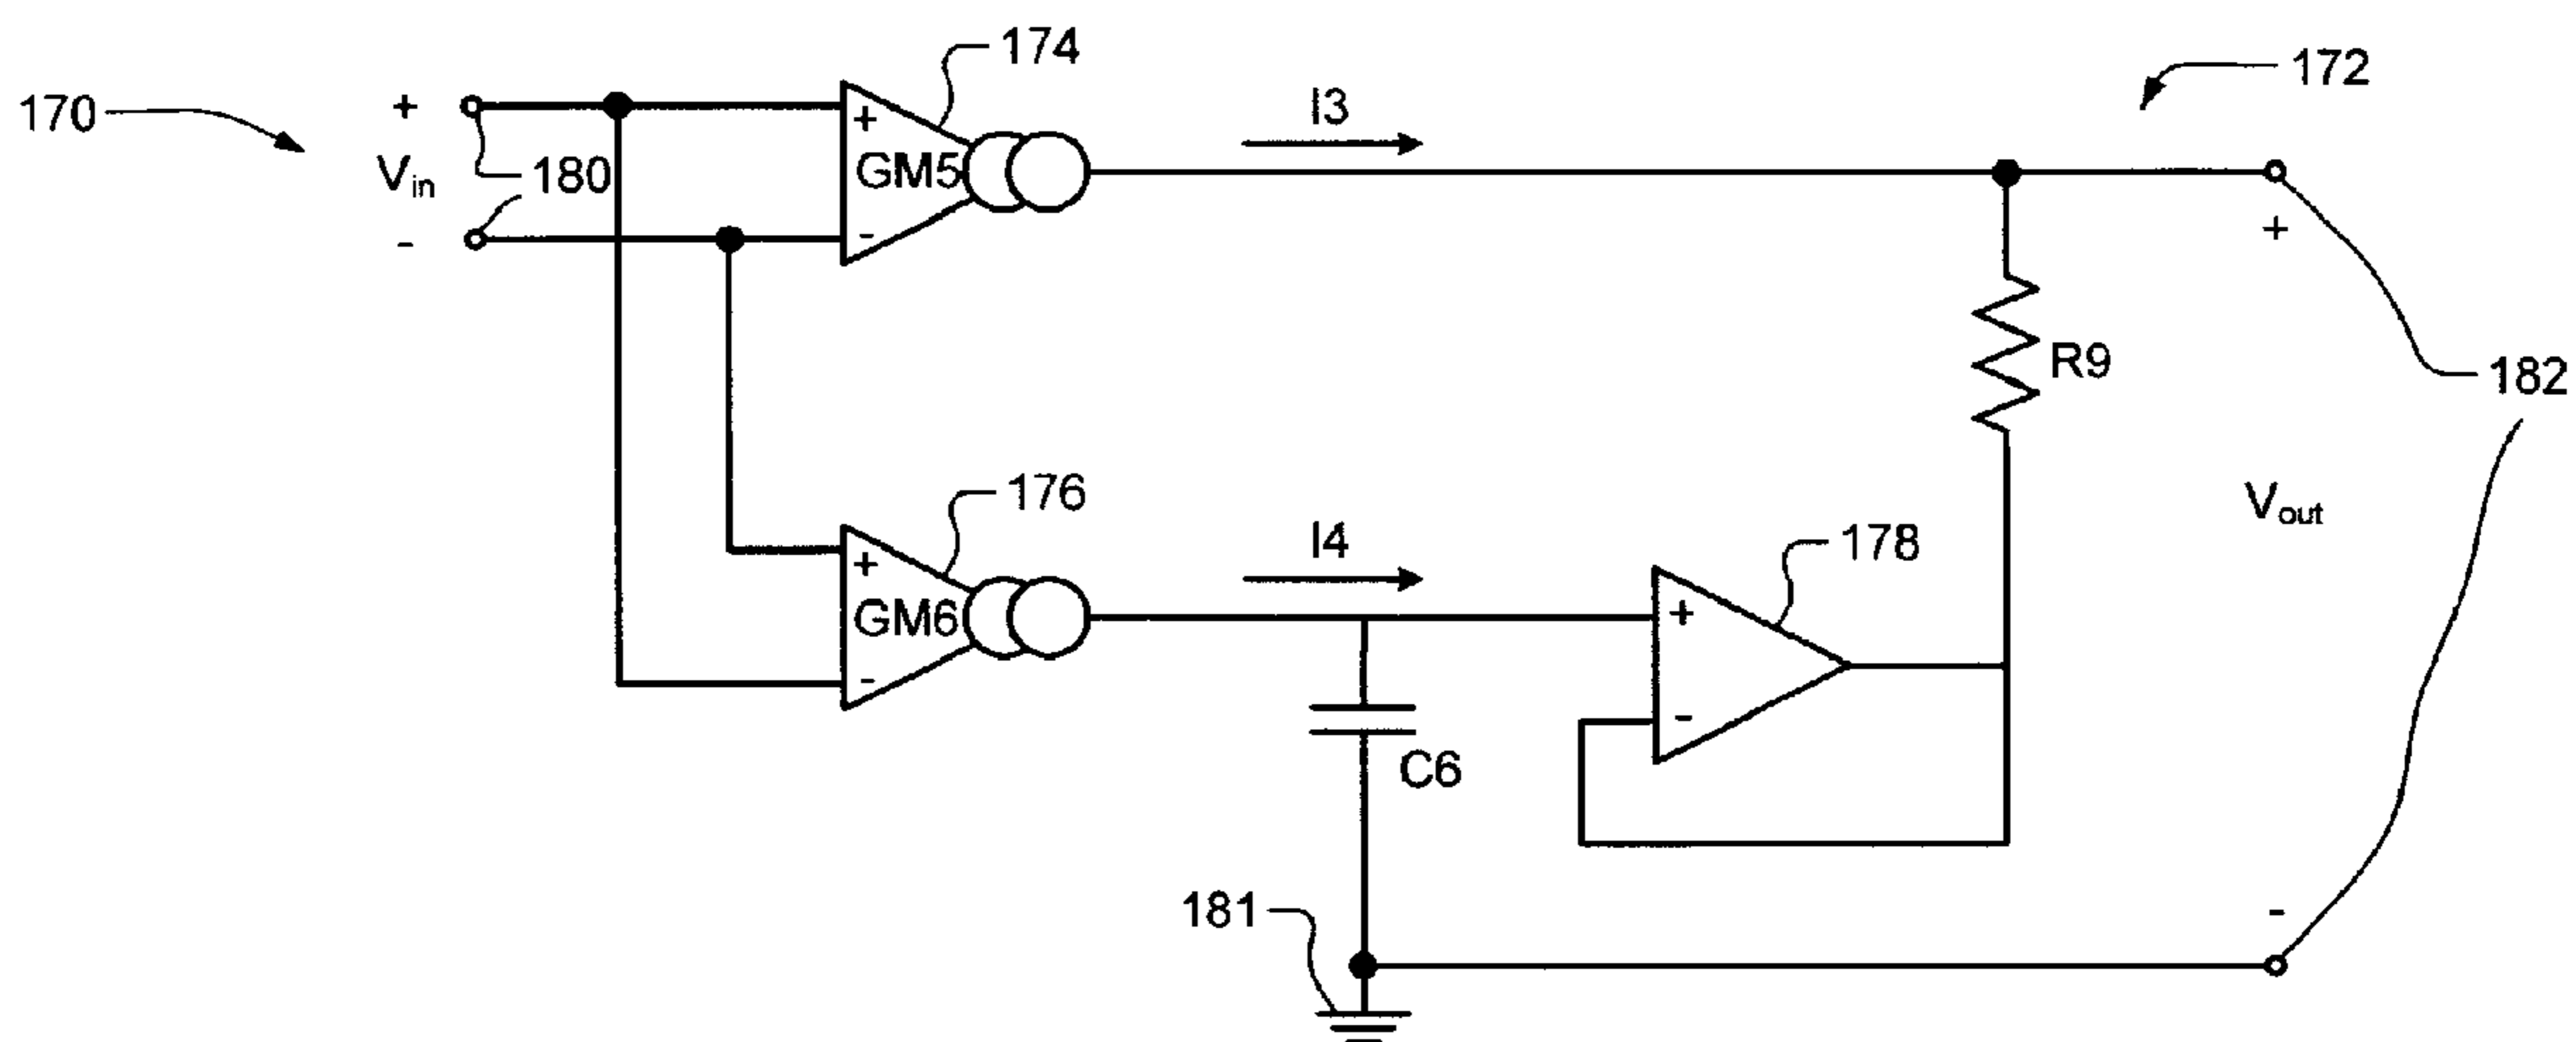 174
172
170
+
I3
+
GM5
Vin
180
-
-
+
R9
182
176
Vout
I4
178
+
GM6
+
-
-
C6
181
-